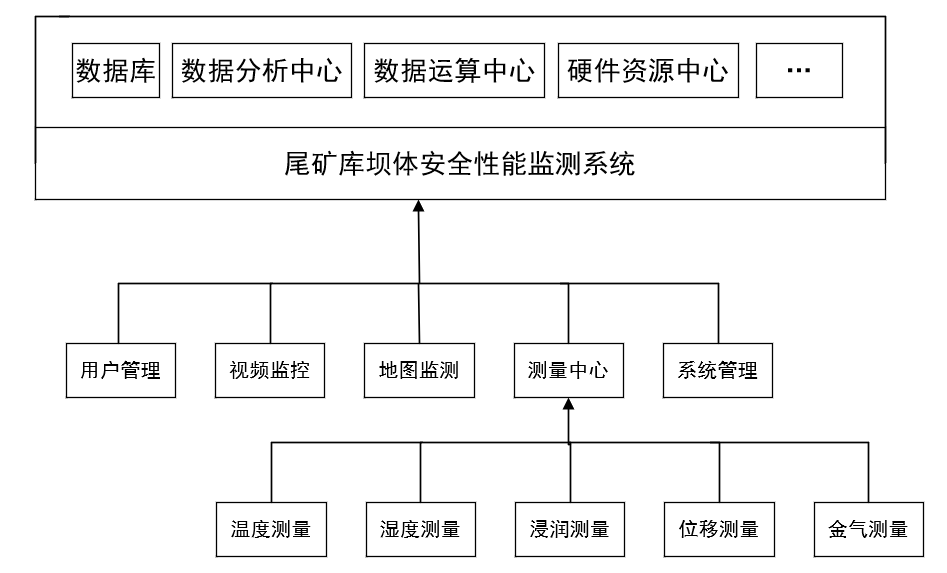 数据库 数据分析中心 数据运算中心 硬件资源中心 ...
尾矿库坝体安全性能监测系统
用户管理 视频监控 地图监测 测量中心 系统管理
温度测量 湿度测量 浸润测量 位移测量 金气测量